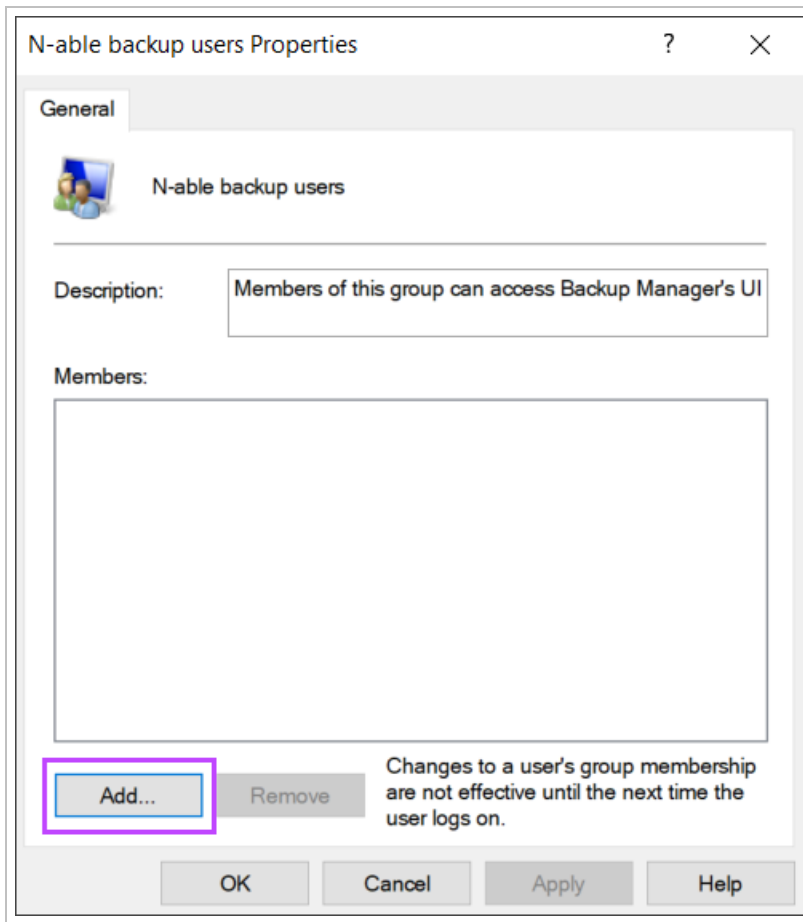 N-able backup users Properties
?
General
N-able backup users
Description:
Members of this group can access Backup Manager's UI
Members:
Add...
Remove
Changes to a user's group membership
are not effective until the next time the
user logs on.
OK
Cancel
Apply
Help